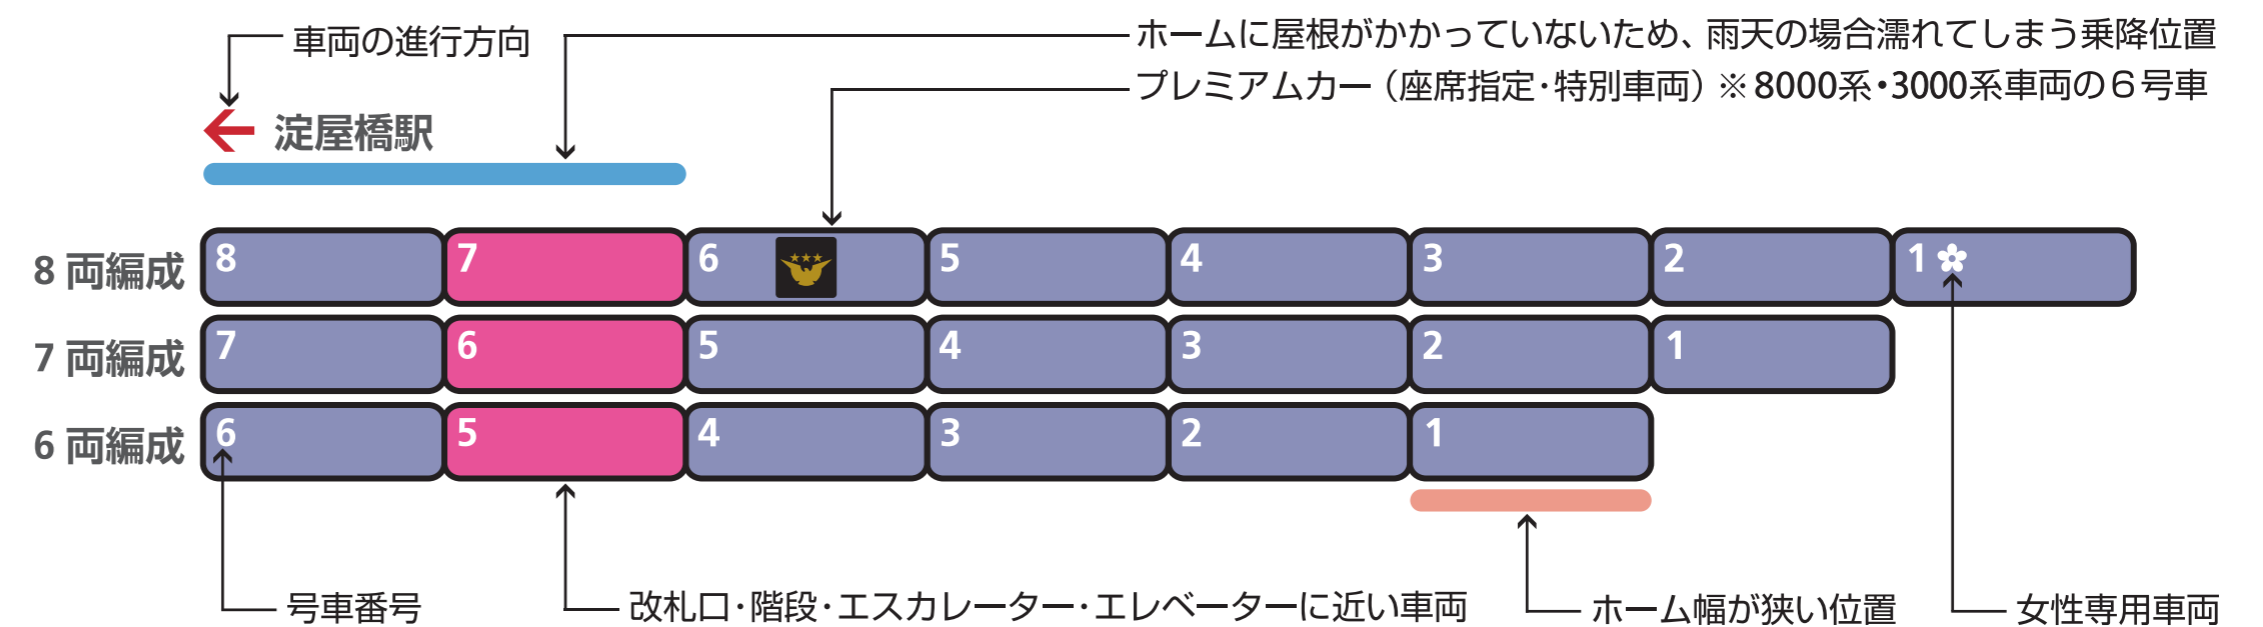 車両の進行方向
ホームに屋根がかかっていないため、雨天の場合濡れてしまう乗降位置
プレミアムカー（座席指定･特別車両）※8000系･3000系車両の６号車
淀屋橋駅
8 両編成 8 7 6 5 4 3 2 1
7 両編成 7 6 5 4 3 2 1
6 両編成 6 5 4 3 2 1
号車番号
改札口･階段･エスカレーター･エレベーターに近い車両
ホーム幅が狭い位置
女性専用車両